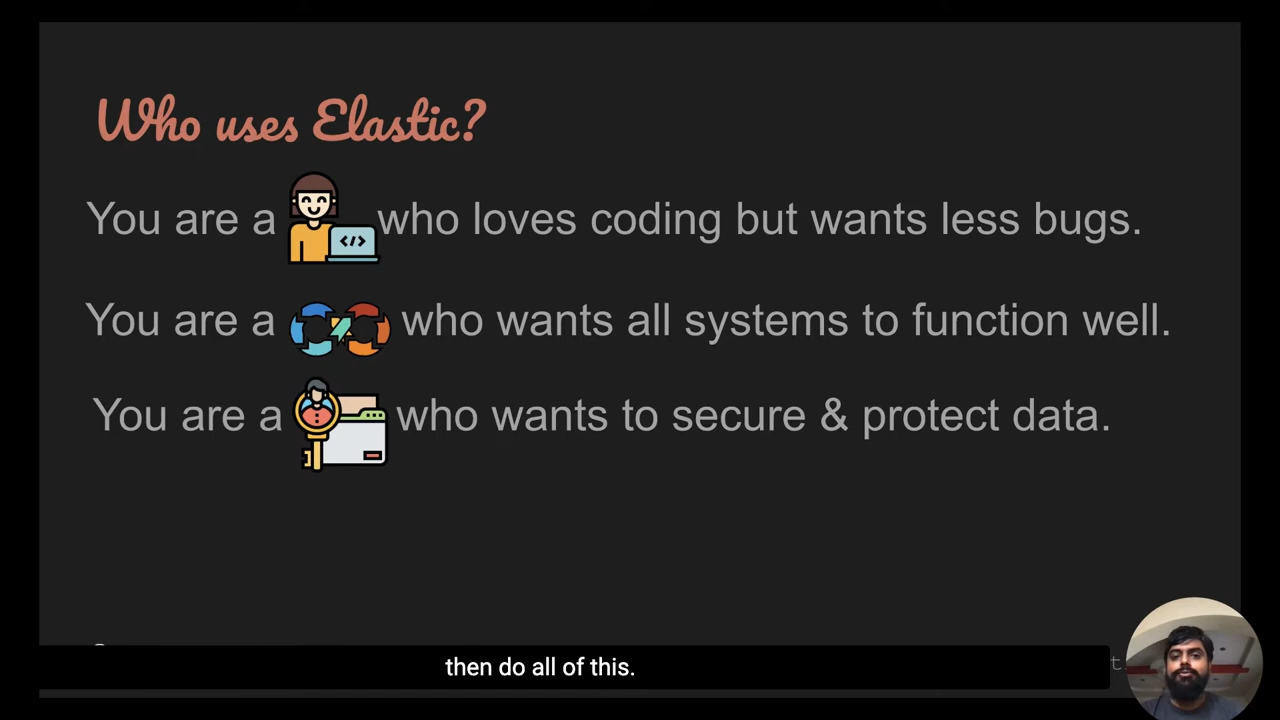 Who uses Elastic?
You are a who loves coding but wants less bugs.
</>
You are a who wants all systems to function well.
You are a who wants to secure & protect data.
then do all of this.